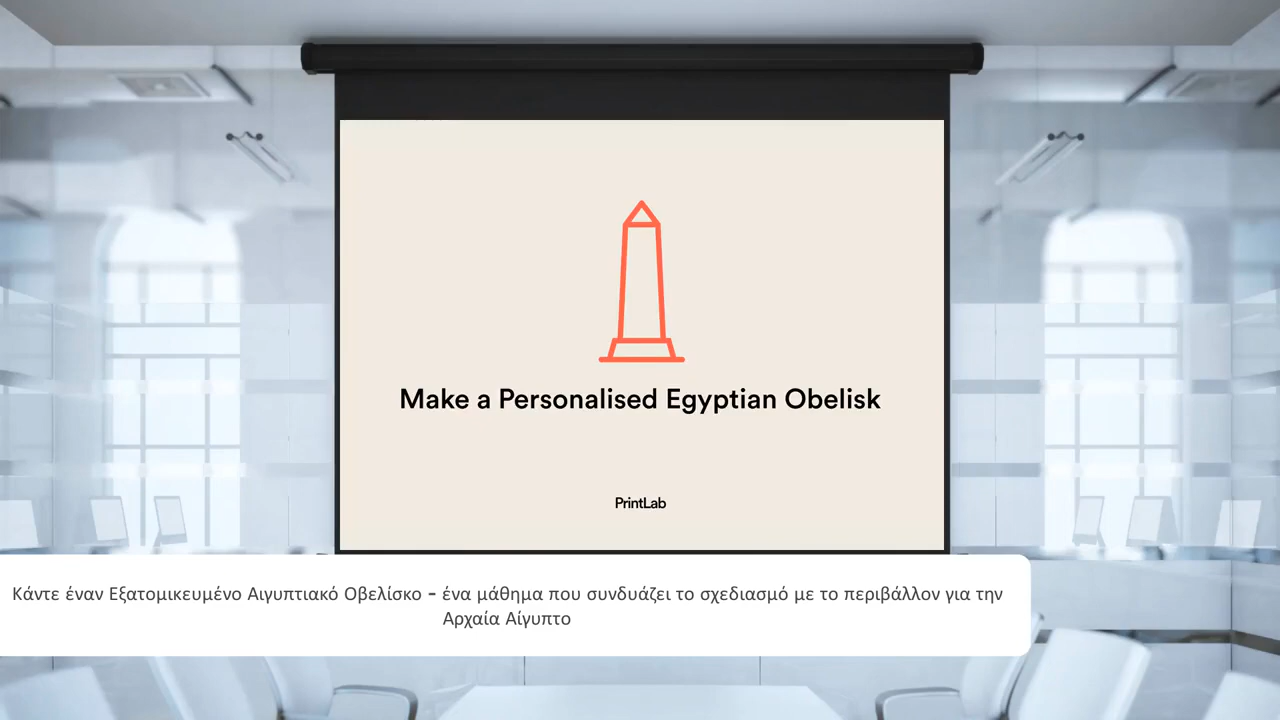 Make a Personalised Egyptian Obelisk
PrintLab
Κάντε έναν Εξατομικευμένο Αιγυπτιακό Οβελίσκο - ένα μάθημα που συνδυάζει το σχεδιασμό με το περιβάλλον για την
Αρχαία Αίγυπτο